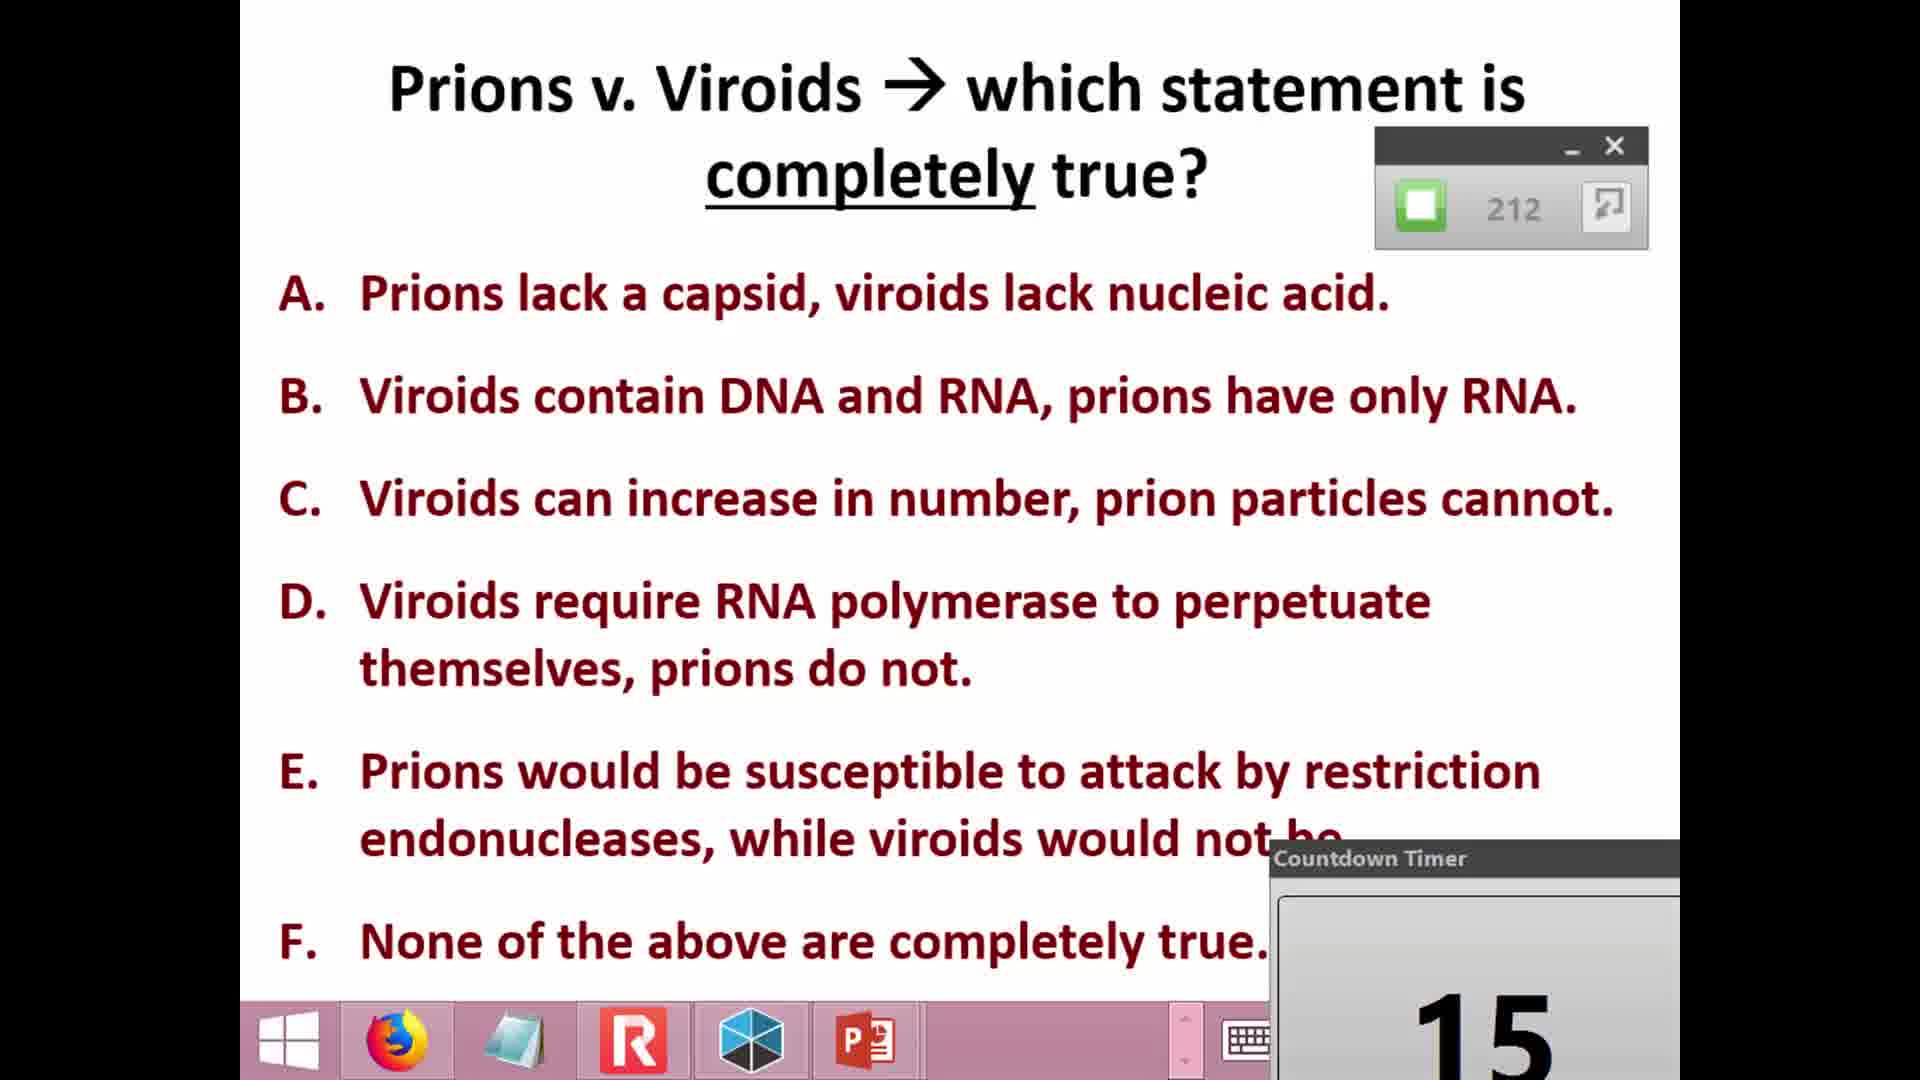 Prions v. Viroids → which statement is
completely true?
212
A. Prions lack a capsid, viroids lack nucleic acid.
B. Viroids contain DNA and RNA, prions have only RNA.
C. Viroids can increase in number, prion particles cannot.
D. Viroids require RNA polymerase to perpetuate
themselves, prions do not.
E. Prions would be susceptible to attack by restriction
endonucleases, while viroids would not be
Countdown Timer
F. None of the above are completely true.
15